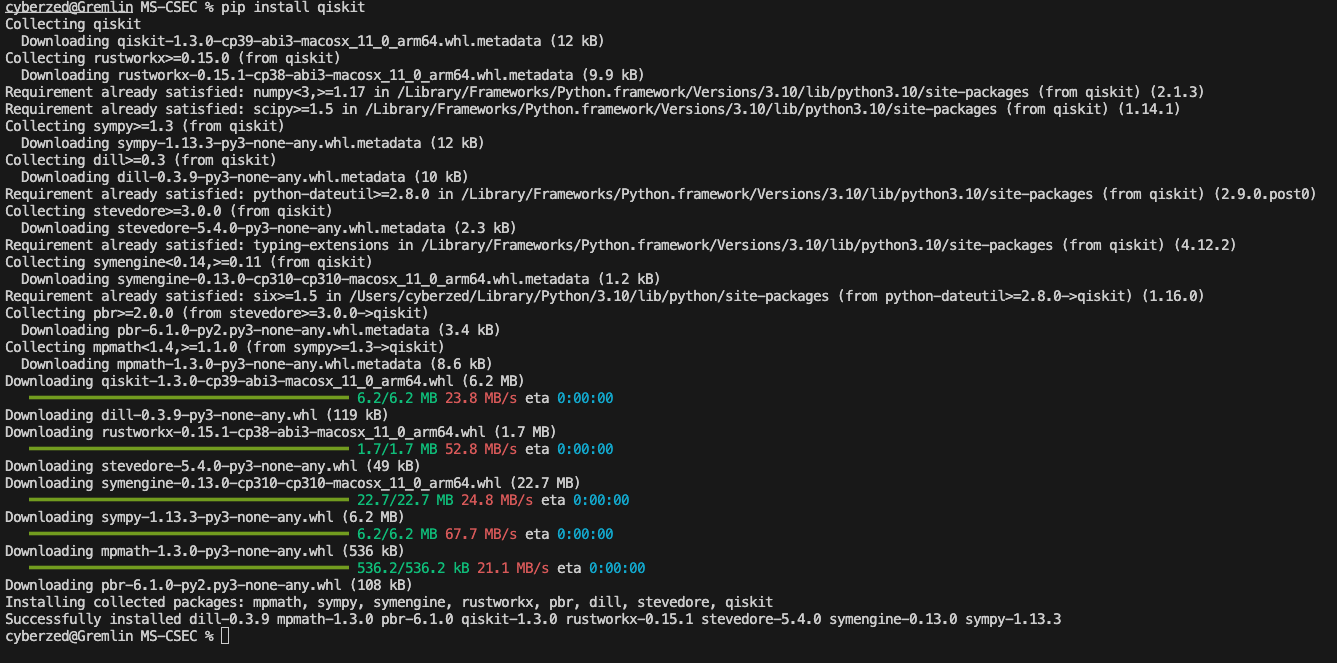 cyberzed@Gremlin MS-CSEC % pip install qiskit
Collecting qiskit
  Downloading qiskit-1.3.0-cp39-abi3-macosx_11_0_arm64.whl.metadata (12 kB)
Collecting rustworkx>=0.15.0 (from qiskit)
  Downloading rustworkx-0.15.1-cp38-abi3-macosx_11_0_arm64.whl.metadata (9.9 kB)
Requirement already satisfied: numpy<3,>=1.17 in /Library/Frameworks/Python.framework/Versions/3.10/lib/python3.10/site-packages (from qiskit) (2.1.3)
Requirement already satisfied: scipy>=1.5 in /Library/Frameworks/Python.framework/Versions/3.10/lib/python3.10/site-packages (from qiskit) (1.14.1)
Collecting sympy>=1.3 (from qiskit)
  Downloading sympy-1.13.3-py3-none-any.whl.metadata (12 kB)
Collecting dill>=0.3 (from qiskit)
  Downloading dill-0.3.9-py3-none-any.whl.metadata (10 kB)
Requirement already satisfied: python-dateutil>=2.8.0 in /Library/Frameworks/Python.framework/Versions/3.10/lib/python3.10/site-packages (from qiskit) (2.9.0.post0)
Collecting stevedore>=3.0.0 (from qiskit)
  Downloading stevedore-5.4.0-py3-none-any.whl.metadata (2.3 kB)
Requirement already satisfied: typing-extensions in /Library/Frameworks/Python.framework/Versions/3.10/lib/python3.10/site-packages (from qiskit) (4.12.2)
Collecting symengine<0.14,>=0.11 (from qiskit)
  Downloading symengine-0.13.0-cp310-cp310-macosx_11_0_arm64.whl.metadata (1.2 kB)
Requirement already satisfied: six>=1.5 in /Users/cyberzed/Library/Python/3.10/lib/python/site-packages (from python-dateutil>=2.8.0->qiskit) (1.16.0)
Collecting pbr>=2.0.0 (from stevedore>=3.0.0->qiskit)
  Downloading pbr-6.1.0-py2.py3-none-any.whl.metadata (3.4 kB)
Collecting mpmath<1.4,>=1.1.0 (from sympy>=1.3->qiskit)
  Downloading mpmath-1.3.0-py3-none-any.whl.metadata (8.6 kB)
Downloading qiskit-1.3.0-cp39-abi3-macosx_11_0_arm64.whl (6.2 MB)
6.2/6.2 MB 23.8 MB/s eta 0:00:00
Downloading dill-0.3.9-py3-none-any.whl (119 kB)
Downloading rustworkx-0.15.1-cp38-abi3-macosx_11_0_arm64.whl (1.7 MB)
1.7/1.7 MB 52.8 MB/s eta 0:00:00
Downloading stevedore-5.4.0-py3-none-any.whl (49 kB)
Downloading symengine-0.13.0-cp310-cp310-macosx_11_0_arm64.whl (22.7 MB)
22.7/22.7 MB 24.8 MB/s eta 0:00:00
Downloading sympy-1.13.3-py3-none-any.whl (6.2 MB)
6.2/6.2 MB 67.7 MB/s eta 0:00:00
Downloading mpmath-1.3.0-py3-none-any.whl (536 kB)
536.2/536.2 kB 21.1 MB/s eta 0:00:00
Downloading pbr-6.1.0-py2.py3-none-any.whl (108 kB)
Installing collected packages: mpmath, sympy, symengine, rustworkx, pbr, dill, stevedore, qiskit
Successfully installed dill-0.3.9 mpmath-1.3.0 pbr-6.1.0 qiskit-1.3.0 rustworkx-0.15.1 stevedore-5.4.0 symengine-0.13.0 sympy-1.13.3
cyberzed@Gremlin MS-CSEC %